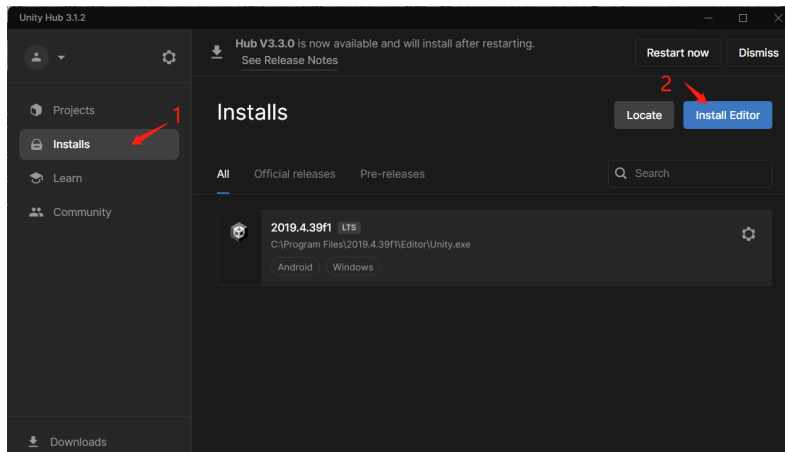 Unity Hub 3.1.2
Hub V3.3.0 is now available and will install after restarting.
See Release Notes
Restart now
Dismiss
Projects
Installs
Learn
Community
Downloads
1
2
Installs
Locate
Install Editor
All
Official releases
Pre-releases
Search
2019.4.39f1 LTS
C:\Program Files\2019.4.39f1\Editor\Unity.exe
Android
Windows